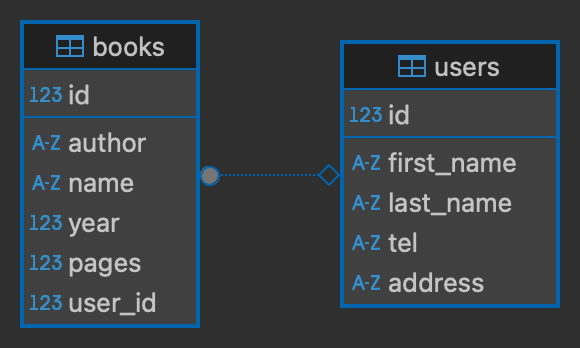 books
123 id
A-Z author
A-Z name
123 year
123 pages
123 user_id
users
123 id
A-Z first_name
A-Z last_name
A-Z tel
A-Z address